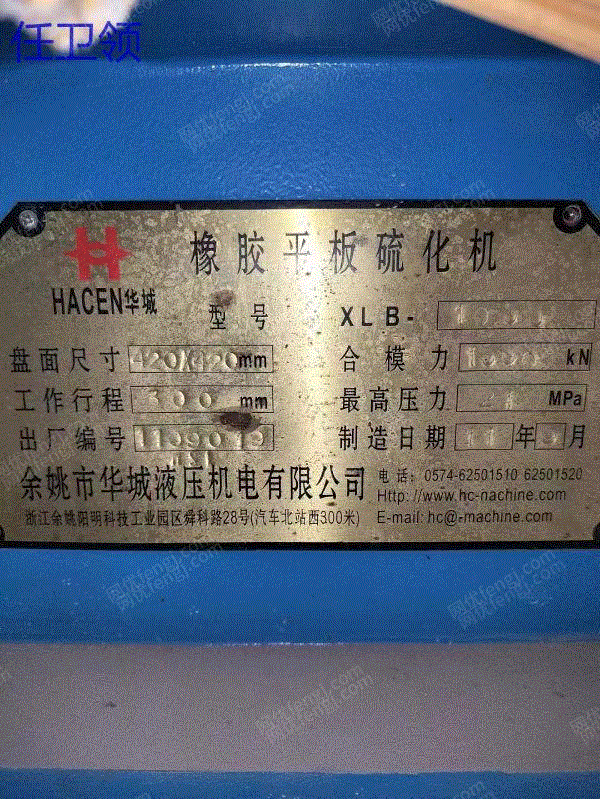 任卫领
橡胶平板硫化机
HACEN华城
型号 XLB-
盘面尺寸 420X420mm 合模力 kN
工作行程 300 mm 最高压力 MPa
出厂编号 制造日期 11年 月
余姚市华城液压机电有限公司
电话: 0574-62501510 62501520
Http: //www.hc-nachine.com
浙江余姚阳明科技工业园区舜科路28号(汽车北站西300米)
E-mail: hc@-machine.com